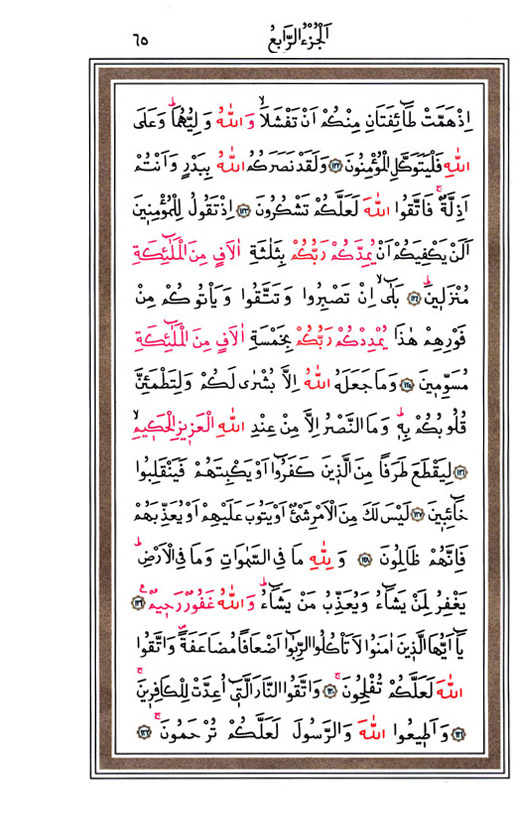 اَلْجُزْءُ الرَّابِعُ
٦٥
اِذْ هَمَّتْ طَٓائِفَتَانِ مِنْكُمْ اَنْ تَفْشَلَاۙ وَاللّٰهُ وَلِيُّهُمَاۜ وَعَلَى
اللّٰهِ فَلْيَتَوَكَّلِ الْمُؤْمِنُونَ ﴿١٢٢﴾ وَلَقَدْ نَصَرَكُمُ اللّٰهُ بِبَدْرٍ وَاَنْتُمْ
اَذِلَّةٌۚ فَاتَّقُوا اللّٰهَ لَعَلَّكُمْ تَشْكُرُونَ ﴿١٢٣﴾ اِذْ تَقُولُ لِلْمُؤْمِنٖينَ
اَلَنْ يَكْفِيَكُمْ اَنْ يُمِدَّكُمْ رَبُّكُمْ بِثَلٰثَةِ اٰلَافٍ مِنَ الْمَلٰٓئِكَةِ
مُنْزَلٖينَۜ ﴿١٢٤﴾ بَلٰٓىۙ اِنْ تَصْبِرُوا وَتَتَّقُوا وَيَأْتُوكُمْ مِنْ
فَوْرِهِمْ هٰذَا يُمْدِدْكُمْ رَبُّكُمْ بِخَمْسَةِ اٰلَافٍ مِنَ الْمَلٰٓئِكَةِ
مُسَوِّمٖينَ ﴿١٢٥﴾ وَمَا جَعَلَهُ اللّٰهُ اِلَّا بُشْرٰى لَكُمْ وَلِتَطْمَئِنَّ
قُلُوبُكُمْ بِهٖۜ وَمَا النَّصْرُ اِلَّا مِنْ عِنْدِ اللّٰهِ الْعَزٖيزِ الْحَكٖيمِۙ
﴿١٢٦﴾ لِيَقْطَعَ طَرَفًا مِنَ الَّذٖينَ كَفَرُٓوا اَوْ يَكْبِتَهُمْ فَيَنْقَلِبُوا
خَٓائِبٖينَ ﴿١٢٧﴾ لَيْسَ لَكَ مِنَ الْاَمْرِ شَيْءٌ اَوْ يَتُوبَ عَلَيْهِمْ اَوْ يُعَذِّبَهُمْ
فَاِنَّهُمْ ظَالِمُونَ ﴿١٢٨﴾ وَلِلّٰهِ مَا فِي السَّمٰوَاتِ وَمَا فِي الْاَرْضِۜ
يَغْفِرُ لِمَنْ يَشَٓاءُ وَيُعَذِّبُ مَنْ يَشَٓاءُۜ وَاللّٰهُ غَفُورٌ رَحٖيمٌࣖ ﴿١٢٩﴾
يَٓا اَيُّهَا الَّذٖينَ اٰمَنُوا لَا تَأْكُلُوا الرِّبٰٓوا اَضْعَافًا مُضَاعَفَةًࣕ وَاتَّقُوا
اللّٰهَ لَعَلَّكُمْ تُفْلِحُونَۚ ﴿١٣٠﴾ وَاتَّقُوا النَّارَ الَّتٖٓي اُعِدَّتْ لِلْكَافِرٖينَۚ
﴿١٣١﴾ وَاَطٖيعُوا اللّٰهَ وَالرَّسُولَ لَعَلَّكُمْ تُرْحَمُونَۚ ﴿١٣٢﴾